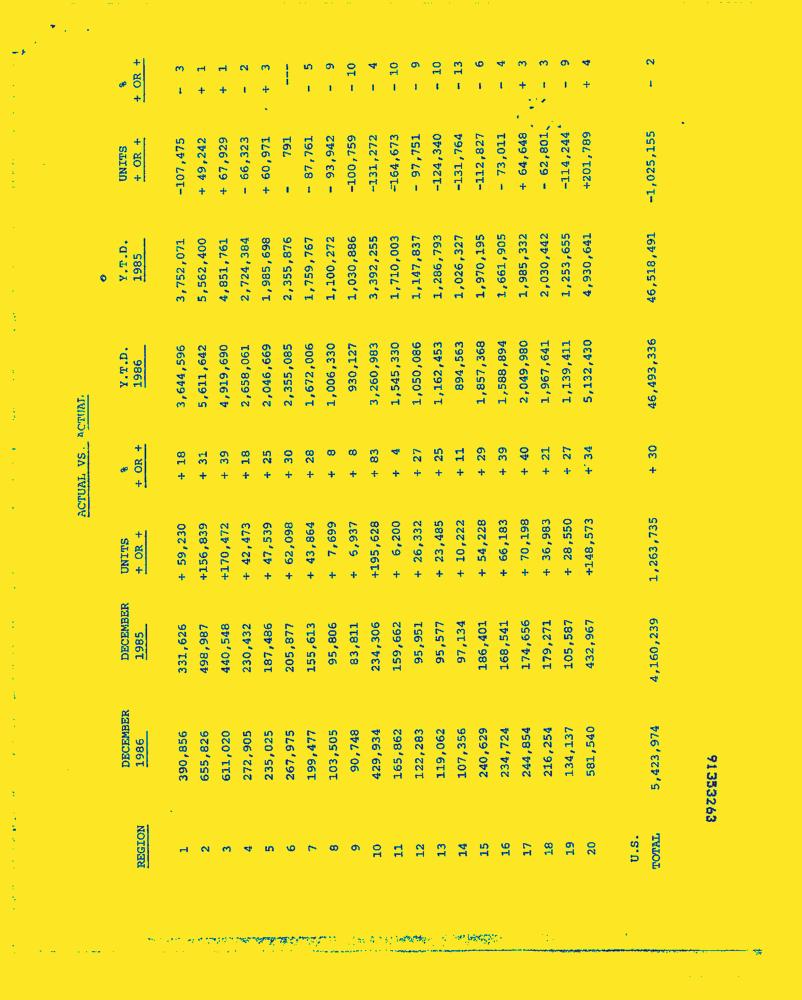 ACTUAL VS. ACTUAL
REGION DECEMBER 1986 DECEMBER 1985 UNITS + OR + % + OR + Y.T.D. 1986 Y.T.D. 1985 UNITS + OR + % + OR +
1 390,856 331,626 + 59,230 + 18 3,644,596 3,752,071 -107,475 - 3
2 655,826 498,987 +156,839 + 31 5,611,642 5,562,400 + 49,242 + 1
3 611,020 440,548 +170,472 + 39 4,919,690 4,851,761 + 67,929 + 1
4 272,905 230,432 + 42,473 + 18 2,658,061 2,724,384 - 66,323 - 2
5 235,025 187,486 + 47,539 + 25 2,046,669 1,985,698 + 60,971 + 3
6 267,975 205,877 + 62,098 + 30 2,355,085 2,355,876 - 791 ---
7 199,477 155,613 + 43,864 + 28 1,672,006 1,759,767 - 87,761 - 5
8 103,505 95,806 + 7,699 + 8 1,006,330 1,100,272 - 93,942 - 9
9 90,748 83,811 + 6,937 + 8 930,127 1,030,886 -100,759 - 10
10 429,934 234,306 +195,628 + 83 3,260,983 3,392,255 -131,272 - 4
11 165,862 159,662 + 6,200 + 4 1,545,330 1,710,003 -164,673 - 10
12 122,283 95,951 + 26,332 + 27 1,050,086 1,147,837 - 97,751 - 9
13 119,062 95,577 + 23,485 + 25 1,162,453 1,286,793 -124,340 - 10
14 107,356 97,134 + 10,222 + 11 894,563 1,026,327 -131,764 - 13
15 240,629 186,401 + 54,228 + 29 1,857,368 1,970,195 -112,827 - 6
16 234,724 168,541 + 66,183 + 39 1,588,894 1,661,905 - 73,011 - 4
17 244,854 174,656 + 70,198 + 40 2,049,980 1,985,332 + 64,648 + 3
18 216,254 179,271 + 36,983 + 21 1,967,641 2,030,442 - 62,801 - 3
19 134,137 105,587 + 28,550 + 27 1,139,411 1,253,655 -114,244 - 9
20 581,540 432,967 +148,573 + 34 5,132,430 4,930,641 +201,789 + 4
U.S.
TOTAL 5,423,974 4,160,239 1,263,735 + 30 46,493,336 46,518,491 -1,025,155 - 2
91353263